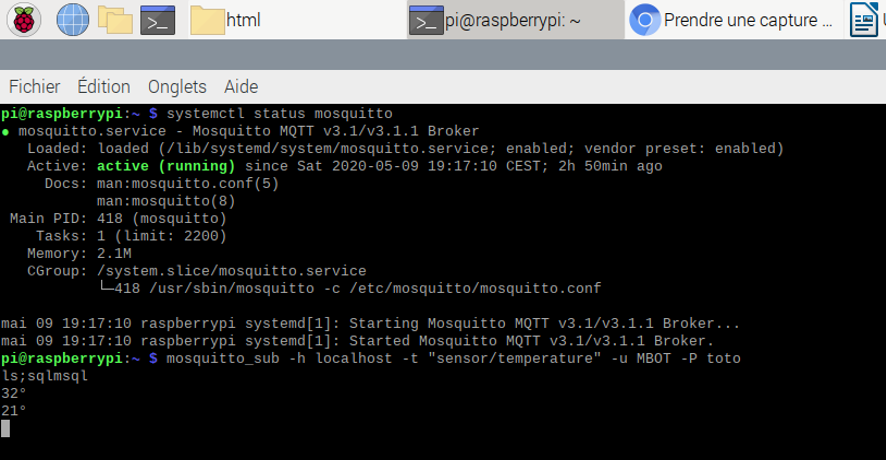 html
pi@raspberrypi: ~
Prendre une capture ...
Fichier Édition Onglets Aide
pi@raspberrypi:~ $ systemctl status mosquitto
● mosquitto.service - Mosquitto MQTT v3.1/v3.1.1 Broker
   Loaded: loaded (/lib/systemd/system/mosquitto.service; enabled; vendor preset: enabled)
   Active: active (running) since Sat 2020-05-09 19:17:10 CEST; 2h 50min ago
     Docs: man:mosquitto.conf(5)
           man:mosquitto(8)
 Main PID: 418 (mosquitto)
    Tasks: 1 (limit: 2200)
   Memory: 2.1M
   CGroup: /system.slice/mosquitto.service
           └─418 /usr/sbin/mosquitto -c /etc/mosquitto/mosquitto.conf
mai 09 19:17:10 raspberrypi systemd[1]: Starting Mosquitto MQTT v3.1/v3.1.1 Broker...
mai 09 19:17:10 raspberrypi systemd[1]: Started Mosquitto MQTT v3.1/v3.1.1 Broker.
pi@raspberrypi:~ $ mosquitto_sub -h localhost -t "sensor/temperature" -u MBOT -P toto
ls;sqlmsql
32°
21°